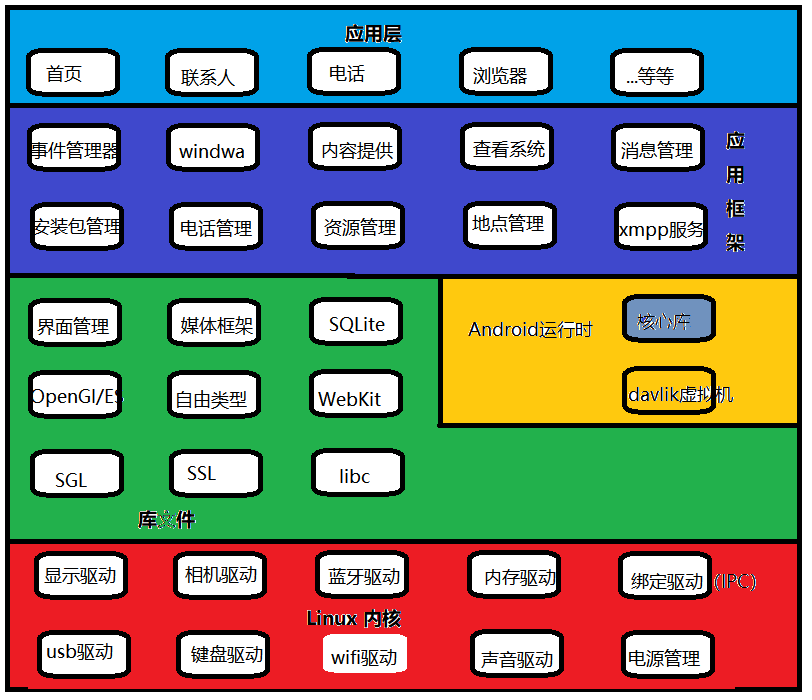 应用层
首页 联系人 电话 浏览器 ...等等
事件管理器 windwa 内容提供 查看系统 消息管理
应用框架
安装包管理 电话管理 资源管理 地点管理 xmpp服务
界面管理 媒体框架 SQLite
Android运行时 核心库
OpenGl/ES 自由类型 WebKit
davlik虚拟机
SGL SSL libc
库文件
显示驱动 相机驱动 蓝牙驱动 内存驱动 绑定驱动 (IPC)
Linux 内核
usb驱动 键盘驱动 wifi驱动 声音驱动 电源管理